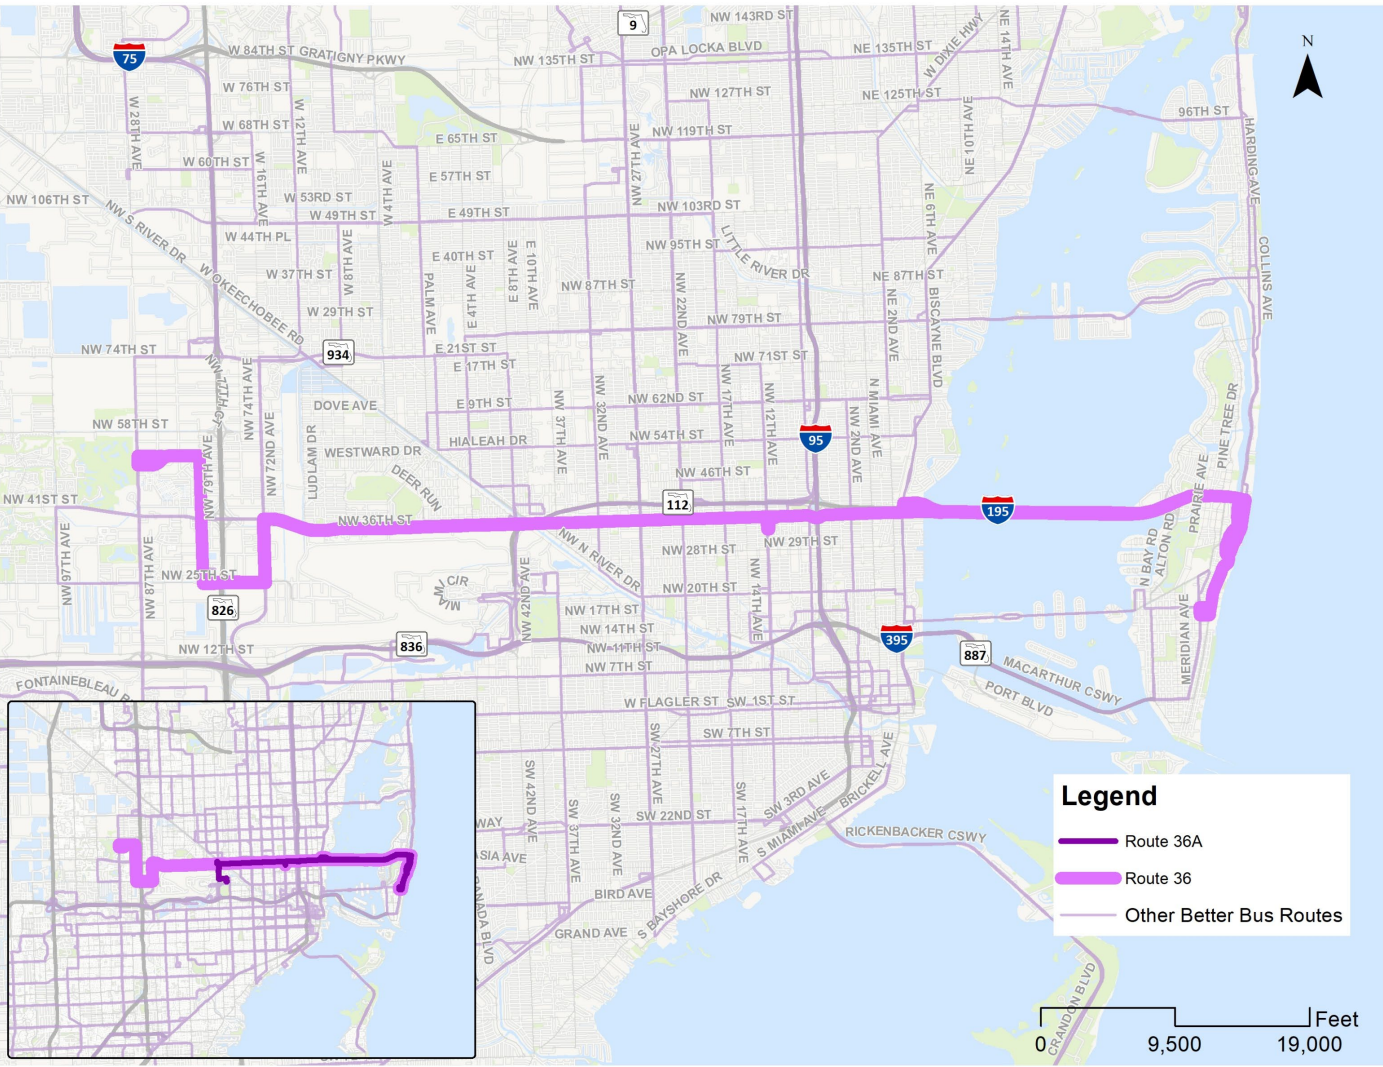 NW 143RD ST
9
NE 14TH AVE
W DIXIE HWY
N
W 84TH ST
GRATIGNY PKWY
75
OPA LOCKA BLVD
NE 135TH ST
NW 135TH ST
W 76TH ST
NW 127TH ST
NE 125TH ST
W 28TH AVE
W 12TH AVE
NE 10TH AVE
96TH ST
W 68TH ST
E 65TH ST
NW 119TH ST
HARDING AVE
W 60TH ST
W 16TH AVE
W 4TH AVE
E 57TH ST
NW 27TH AVE
NW 106TH ST
W 53RD ST
NW S RIVER DR
W 49TH ST
E 49TH ST
NW 103RD ST
NE 6TH AVE
W 44TH PL
W 8TH AVE
E 40TH ST
E 8TH AVE
E 10TH AVE
NW 95TH ST
LITTLE RIVER DR
COLLINS AVE
W OKEECHOBEE RD
W 37TH ST
PALM AVE
E 4TH AVE
NW 87TH ST
NW 22ND AVE
NE 87TH ST
W 29TH ST
NW 79TH ST
NE 2ND AVE
BISCAYNE BLVD
NW 74TH ST
934
E 21ST ST
E 17TH ST
NW 71ST ST
NW 77TH CT
NW 74TH AVE
DOVE AVE
E 9TH ST
NW 37TH AVE
NW 32ND AVE
NW 62ND ST
NW 17TH AVE
NW 12TH AVE
NW 2ND AVE
N MIAMI AVE
PINE TREE DR
NW 58TH ST
NW 79TH AVE
NW 72ND AVE
LUDLAM DR
WESTWARD DR
HIALEAH DR
NW 54TH ST
95
DEER RUN
NW 46TH ST
PRAIRIE AVE
NW 41ST ST
NW 36TH ST
112
195
NW 97TH AVE
NW 87TH AVE
NW 25TH ST
NW N RIVER DR
NW 28TH ST
NW 29TH ST
N BAY RD
ALTON RD
NW 42ND AVE
NW 20TH ST
NW 14TH AVE
826
NW 17TH ST
MERIDIAN AVE
NW 14TH ST
836
NW 12TH ST
NW 11TH ST
395
887
NW 7TH ST
MACARTHUR CSWY
PORT BLVD
FONTAINEBLEAU
W FLAGLER ST
SW 1ST ST
SW 27TH AVE
SW 7TH ST
SW 42ND AVE
SW 37TH AVE
SW 32ND AVE
SW 17TH AVE
SW 3RD AVE
BRICKELL AVE
SW 22ND ST
S MIAMI AVE
WAY
RICKENBACKER CSWY
ASIA AVE
BIRD AVE
S BAYSHORE DR
GRAND AVE
ANADA BLVD
CRANDON BLVD
Legend
Route 36A
Route 36
Other Better Bus Routes
Feet
0 9,500 19,000